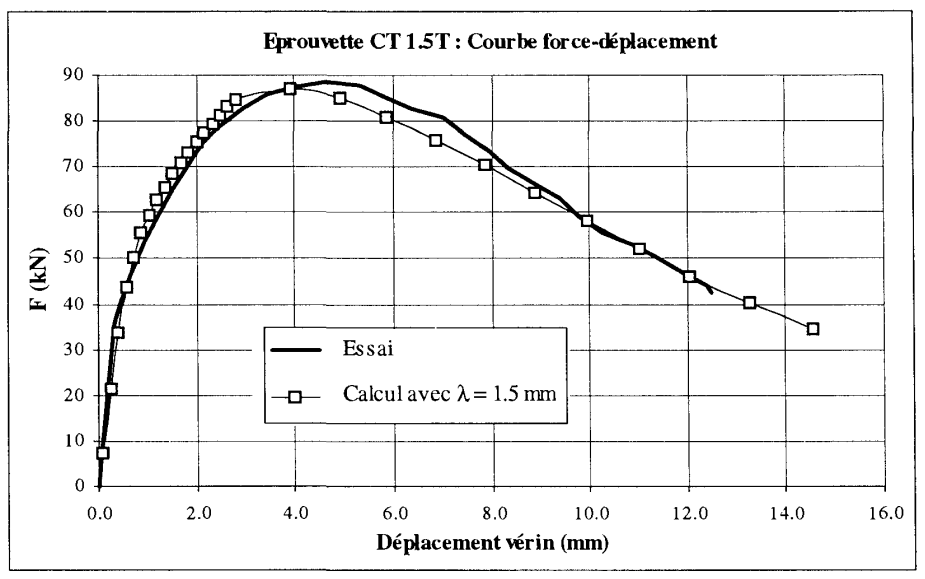 Eprouvette CT 1.5T : Courbe force-déplacement
90
80
70
60
50
40
30
20
10
0
F (kN)
Essai
Calcul avec λ = 1.5 mm
0.0 2.0 4.0 6.0 8.0 10.0 12.0 14.0 16.0
Déplacement vérin (mm)